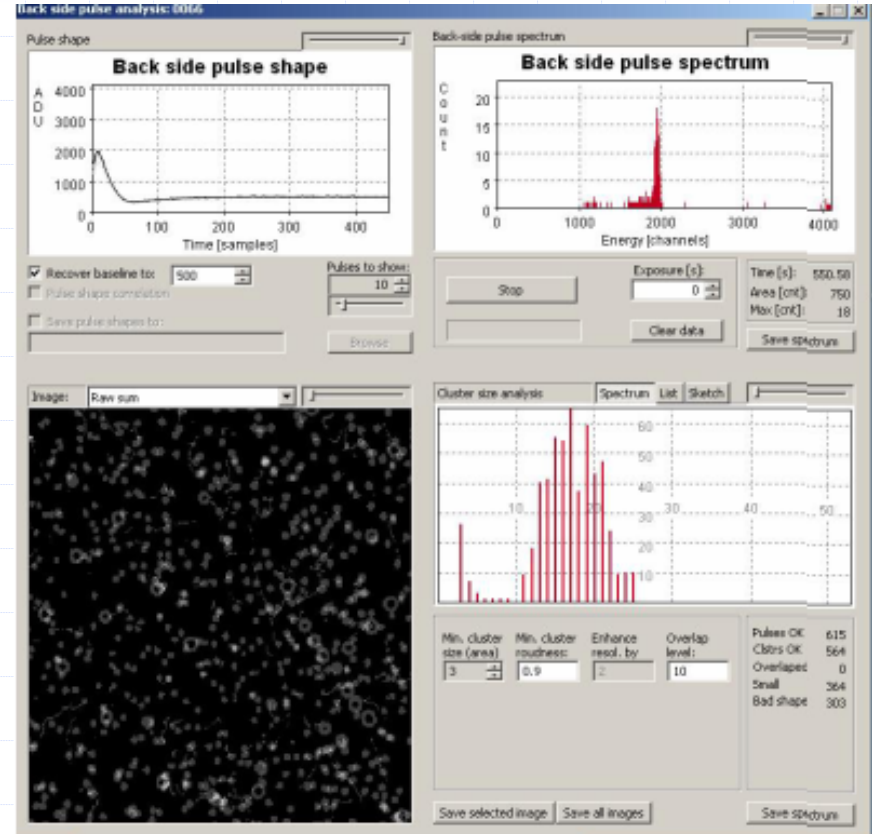 Back side pulse analysis: 0066
Pulse shape
Back side pulse shape
ADU
4000
3000
2000
1000
0
0 100 200 300 400
Time [samples]
Recover baseline to: 500
Pulse shape correlation
Save pulse shapes to:
Pulses to show:
10
Browse
Back-side pulse spectrum
Back side pulse spectrum
Count
20
15
10
5
0
0 1000 2000 3000 4000
Energy [channels]
Stop
Exposure (s):
0
Clear data
Time (s): 550.58
Area [cnt]: 750
Max [cnt]: 18
Save spectrum
Image: Raw sum
Cluster size analysis Spectrum List Sketch
60
50
40
10 20 30 40 50
30
20
10
Min. cluster size (area)
3
Min. cluster roudness:
0.9
Enhance resol. by
2
Overlap level:
10
Pulses OK 615
Clstrs OK 564
Overlaped 0
Small 364
Bad shape 303
Save selected image Save all images
Save spectrum